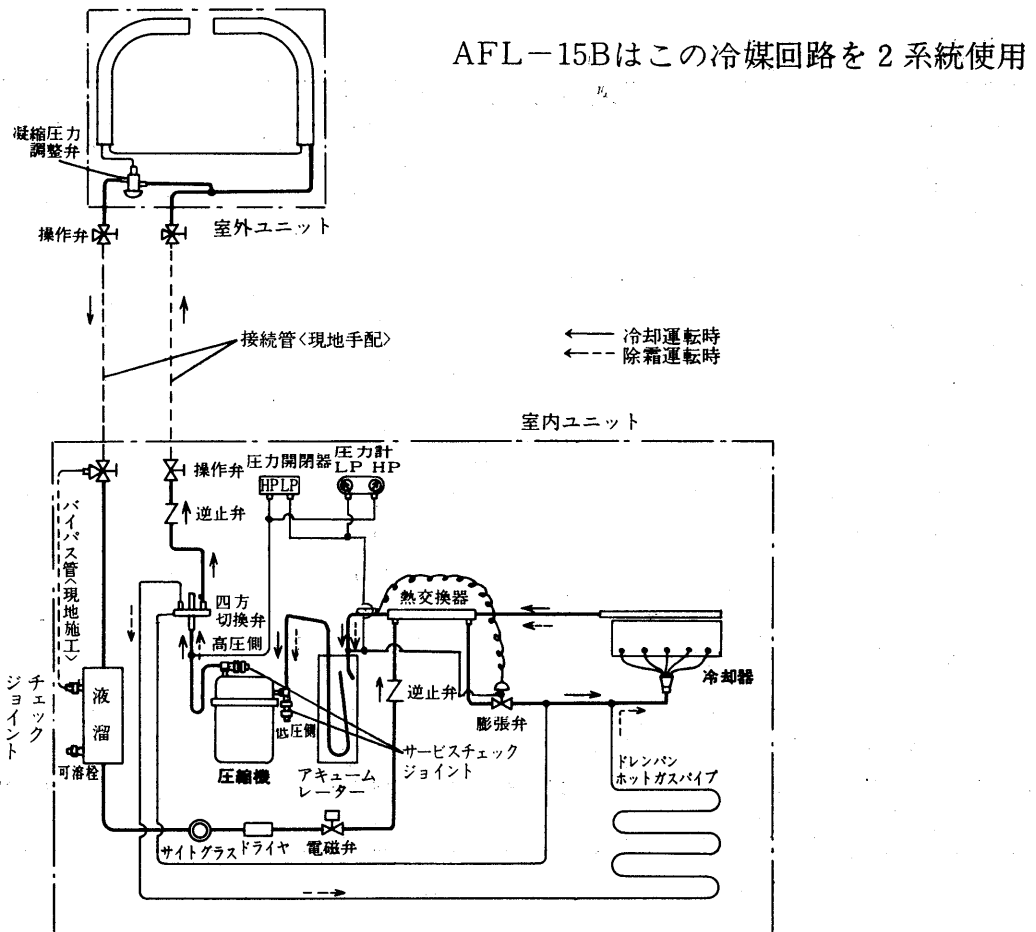 AFL-15Bはこの冷媒回路を2系統使用
凝縮圧力
調整弁
操作弁
室外ユニット
接続管<現地手配>
冷却運転時
除霜運転時
室内ユニット
操作弁
圧力開閉器
HP LP
圧力計
LP HP
逆止弁
バイパス管<現地施工>
四方
切換弁
高圧側
熱交換器
冷却器
チェック
ジョイント
液溜
可溶栓
圧縮機
低圧側
アキューム
レーター
逆止弁
サービスチェック
ジョイント
膨張弁
ドレンパン
ホットガスパイプ
サイトグラス
ドライヤ
電磁弁